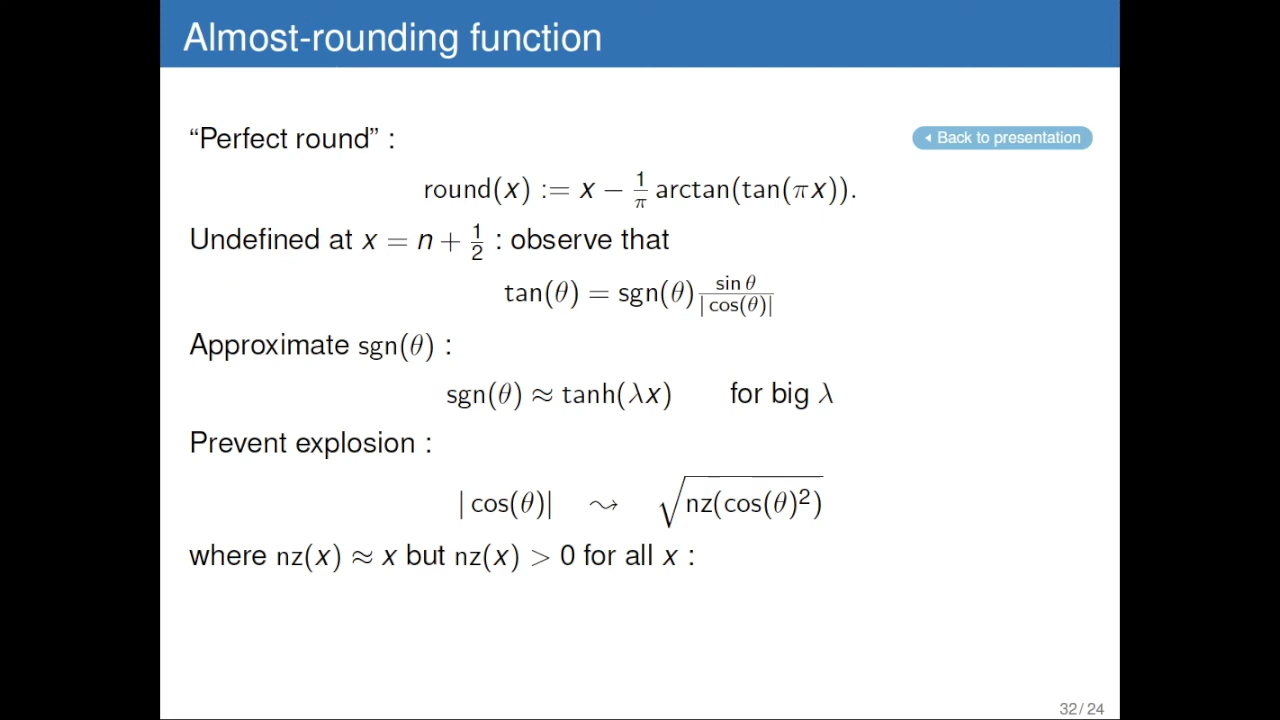 Almost-rounding function
“Perfect round” :
◂ Back to presentation
round(x) := x − 1/π arctan(tan(πx)).
Undefined at x = n + 1/2 : observe that
tan(θ) = sgn(θ) sin θ/|cos(θ)|
Approximate sgn(θ) :
sgn(θ) ≈ tanh(λx) for big λ
Prevent explosion :
|cos(θ)| ⇝ √nz(cos(θ)²)
where nz(x) ≈ x but nz(x) > 0 for all x :
32/24